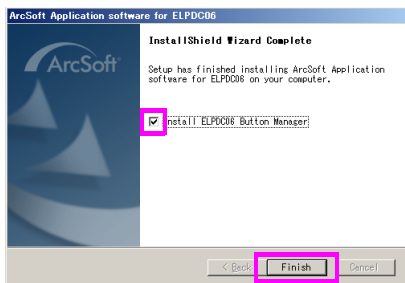 ArcSoft Application software for ELPDC06
ArcSoft
InstallShield Wizard Complete
Setup has finished installing ArcSoft Application
software for ELPDC06 on your computer.
Install ELPDC06 Button Manager
< Back
Finish
Cancel